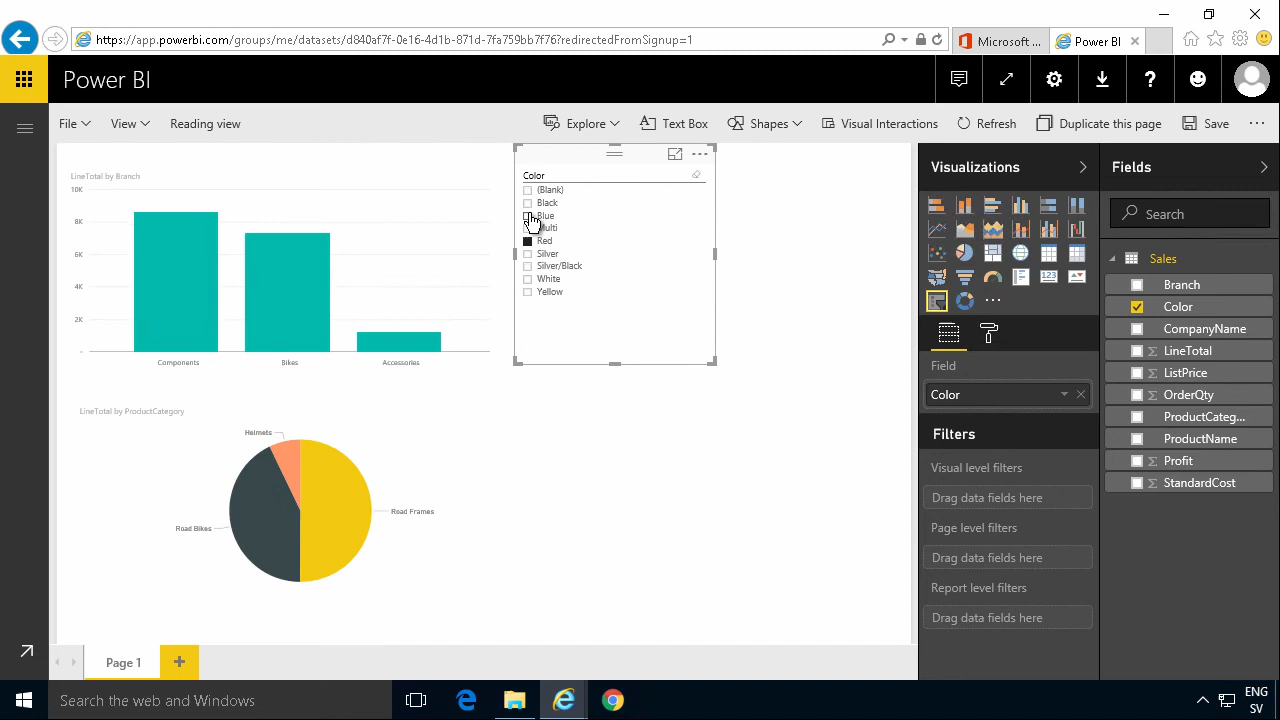 https://app.powerbi.com/groups/me/datasets/d840af7f-0e16-4d1b-871d-7fa759bb7f76?redirectedFromSignup=1
Microsoft ...
Power BI
Power BI
File
View
Reading view
Explore
Text Box
Shapes
Visual Interactions
Refresh
Duplicate this page
Save
LineTotal by Branch
10K
8K
6K
4K
2K
-
Components
Bikes
Accessories
Color
(Blank)
Black
Blue
Multi
Red
Silver
Silver/Black
White
Yellow
LineTotal by ProductCategory
Helmets
Road Bikes
Road Frames
Visualizations
Field
Color
Filters
Visual level filters
Drag data fields here
Page level filters
Drag data fields here
Report level filters
Drag data fields here
Fields
Search
Sales
Branch
Color
CompanyName
LineTotal
ListPrice
OrderQty
ProductCateg...
ProductName
Profit
StandardCost
Page 1
Search the web and Windows
ENG
SV